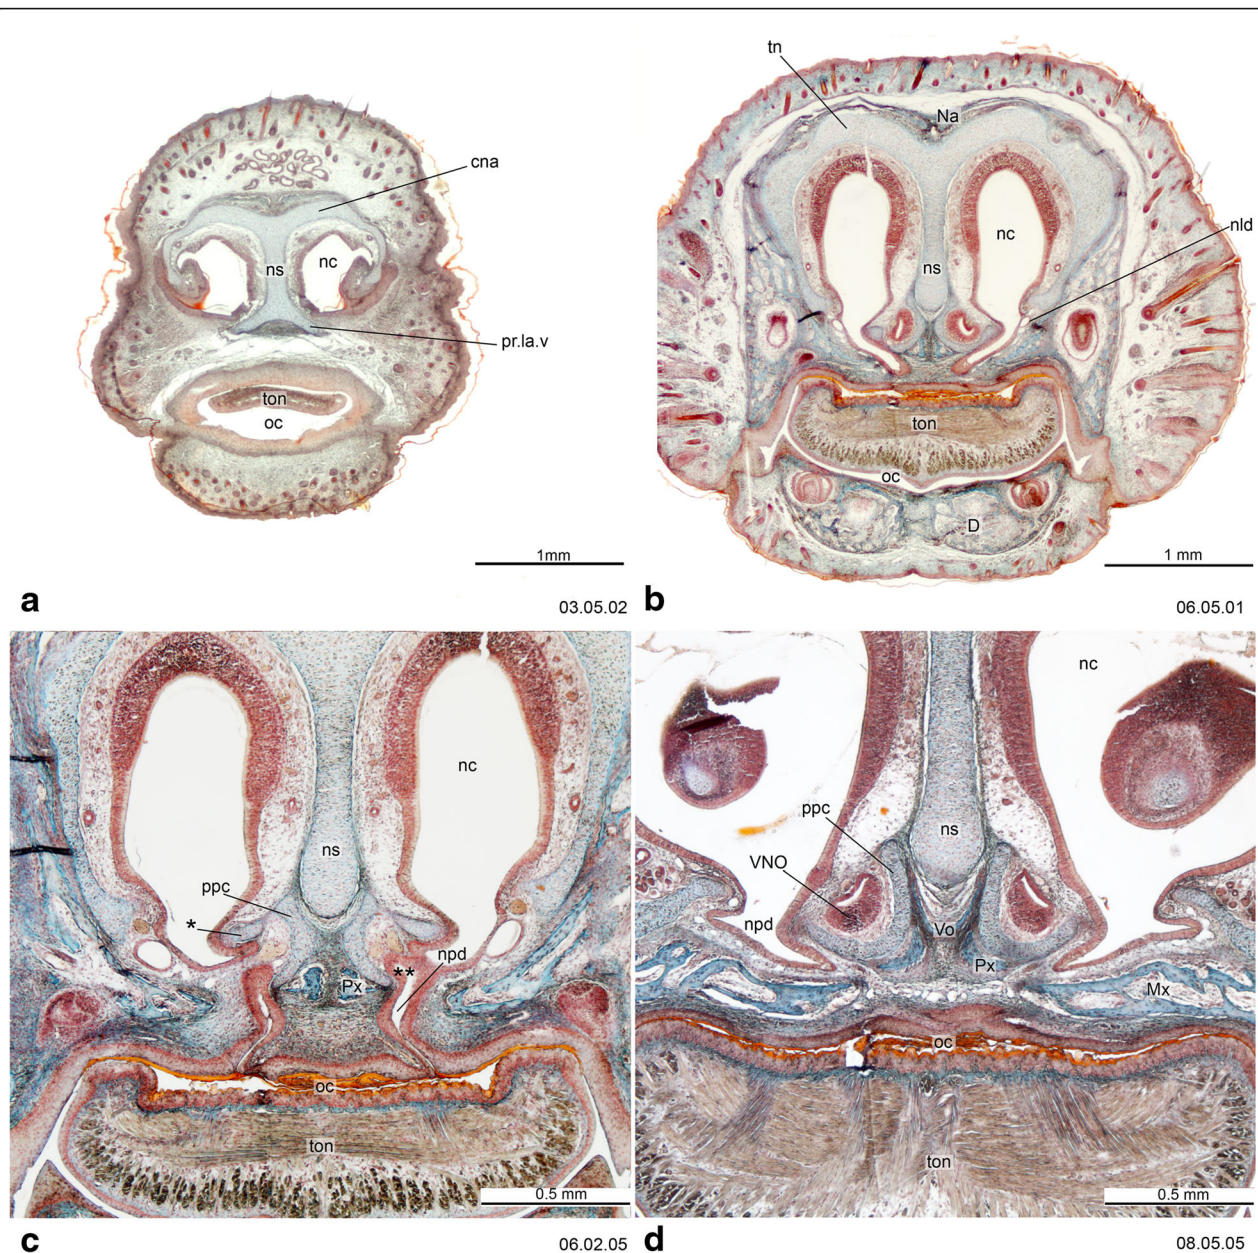 cna
ns
nc
pr.la.v
ton
oc
1mm
a
03.05.02
tn
Na
nld
nc
ns
ton
oc
D
1 mm
b
06.05.01
nc
ns
ppc
*
npd
**
Px
oc
ton
0.5 mm
c
06.02.05
nc
ppc
ns
VNO
npd
Vo
Px
Mx
oc
ton
0.5 mm
d
08.05.05